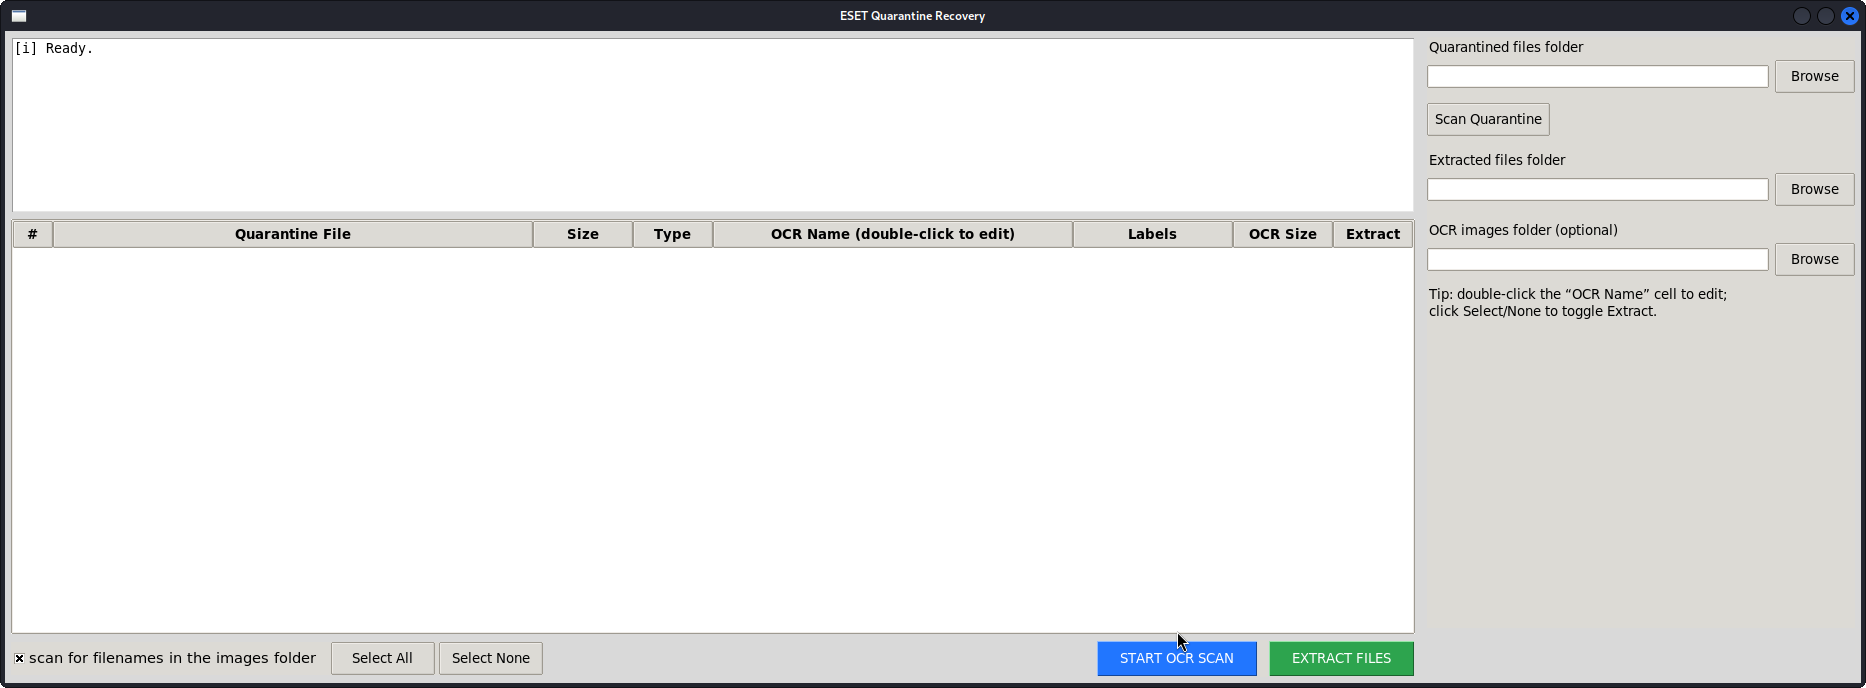 ESET Quarantine Recovery
[i] Ready.
Quarantined files folder
Browse
Scan Quarantine
Extracted files folder
Browse
OCR images folder (optional)
Browse
Tip: double-click the “OCR Name” cell to edit;
click Select/None to toggle Extract.
# Quarantine File Size Type OCR Name (double-click to edit) Labels OCR Size Extract
scan for filenames in the images folder Select All Select None START OCR SCAN EXTRACT FILES